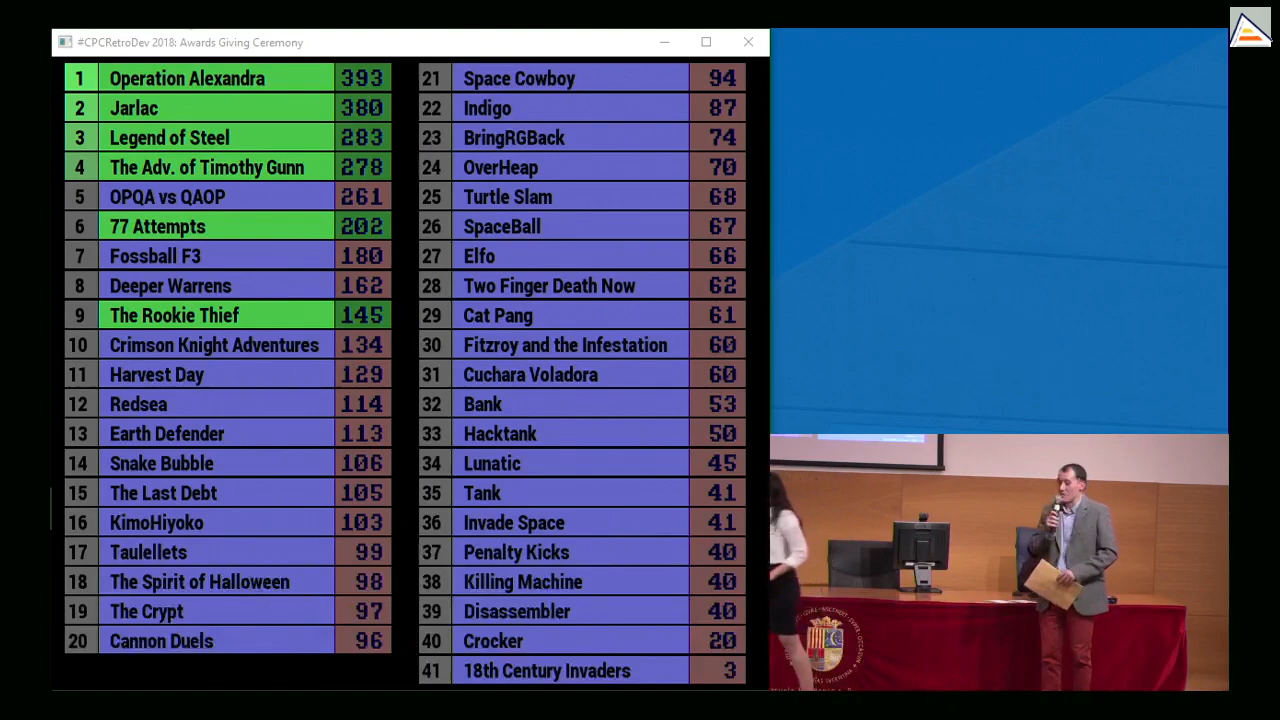 #CPCRetroDev 2018: Awards Giving Ceremony
1 Operation Alexandra 393
2 Jarlac 380
3 Legend of Steel 283
4 The Adv. of Timothy Gunn 278
5 OPQA vs QAOP 261
6 77 Attempts 202
7 Fossball F3 180
8 Deeper Warrens 162
9 The Rookie Thief 145
10 Crimson Knight Adventures 134
11 Harvest Day 129
12 Redsea 114
13 Earth Defender 113
14 Snake Bubble 106
15 The Last Debt 105
16 KimoHiyoko 103
17 Taulellets 99
18 The Spirit of Halloween 98
19 The Crypt 97
20 Cannon Duels 96
21 Space Cowboy 94
22 Indigo 87
23 BringRGBack 74
24 OverHeap 70
25 Turtle Slam 68
26 SpaceBall 67
27 Elfo 66
28 Two Finger Death Now 62
29 Cat Pang 61
30 Fitzroy and the Infestation 60
31 Cuchara Voladora 60
32 Bank 53
33 Hacktank 50
34 Lunatic 45
35 Tank 41
36 Invade Space 41
37 Penalty Kicks 40
38 Killing Machine 40
39 Disassembler 40
40 Crocker 20
41 18th Century Invaders 3